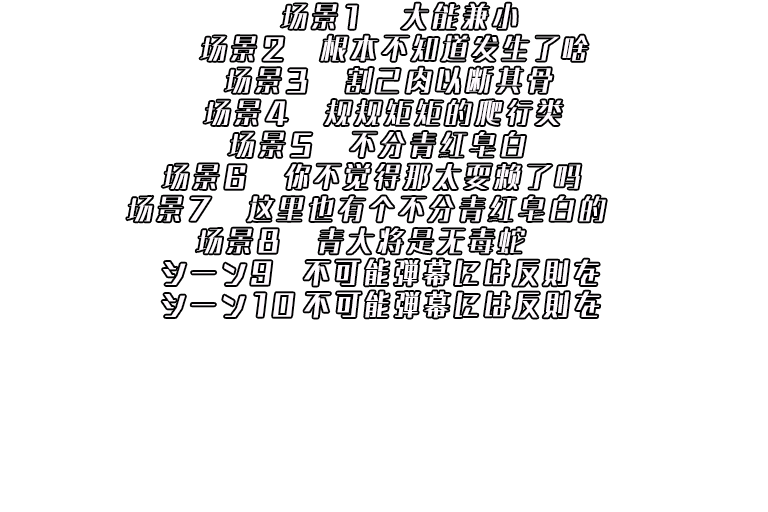 场景1 大能兼小
场景2 根本不知道发生了啥
场景3 割己肉以断其骨
场景4 规规矩矩的爬行类
场景5 不分青红皂白
场景6 你不觉得那太耍赖了吗
场景7 这里也有个不分青红皂白的
场景8 青大将是无毒蛇
シーン9 不可能弾幕には反則を
シーン10 不可能弾幕には反則を